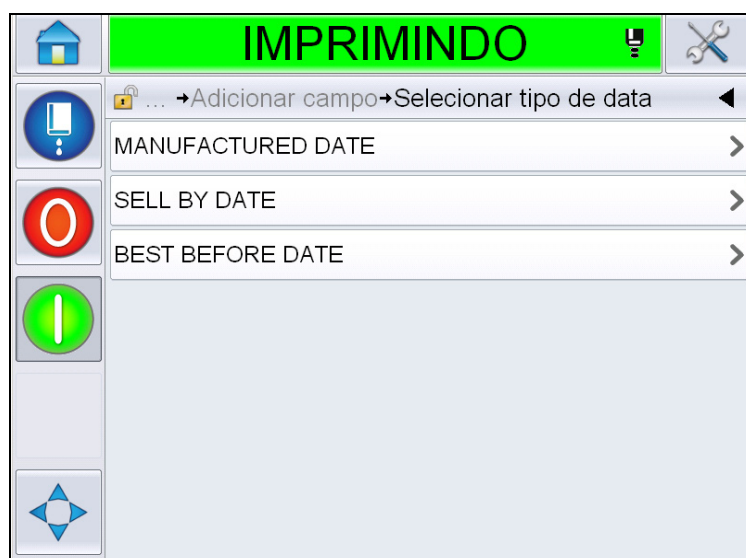 IMPRIMINDO
... →Adicionar campo→Selecionar tipo de data
MANUFACTURED DATE
SELL BY DATE
BEST BEFORE DATE